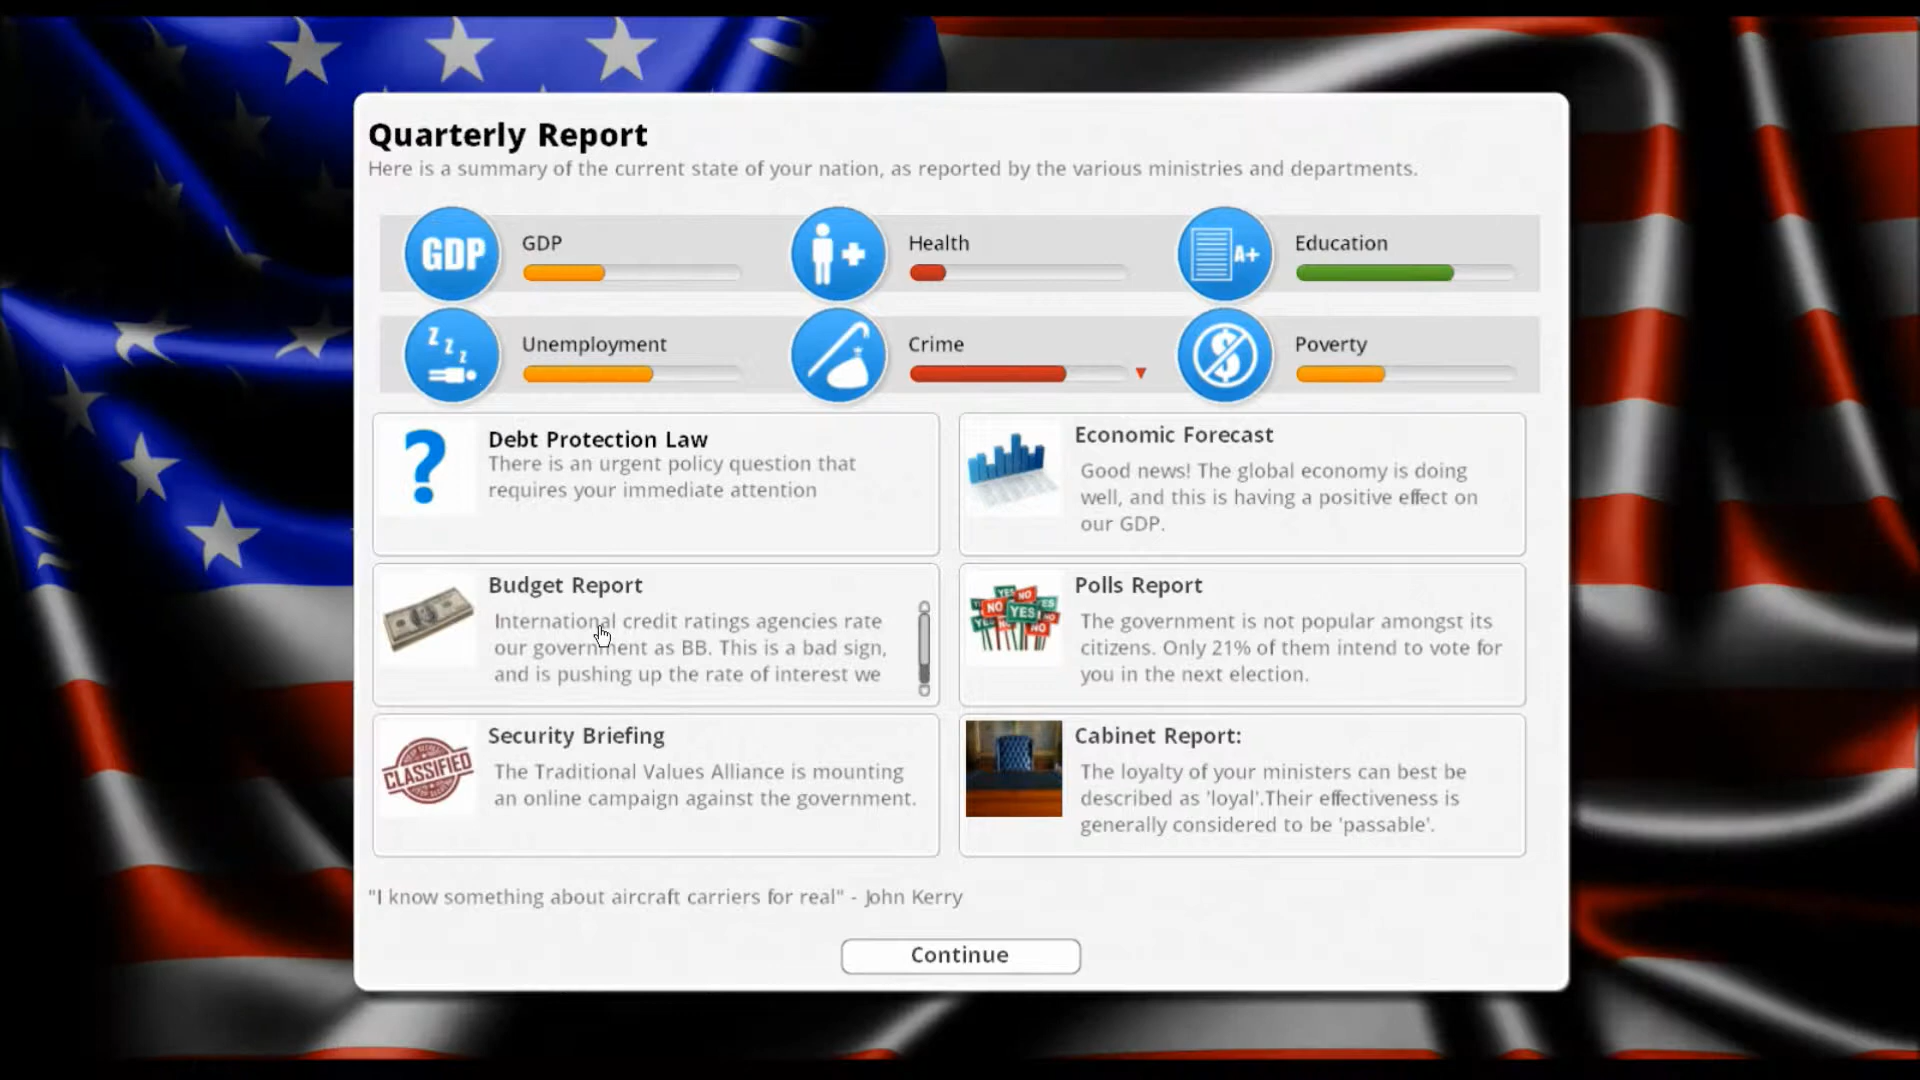 Quarterly Report
Here is a summary of the current state of your nation, as reported by the various ministries and departments.
GDP
GDP
Health
A+
Education
Z
Z
Z
Unemployment
Crime
$
Poverty
?
Debt Protection Law
There is an urgent policy question that
requires your immediate attention
Economic Forecast
Good news! The global economy is doing
well, and this is having a positive effect on
our GDP.
Budget Report
International credit ratings agencies rate
our government as BB. This is a bad sign,
and is pushing up the rate of interest we
YES NO
NO YES
NO
Polls Report
The government is not popular amongst its
citizens. Only 21% of them intend to vote for
you in the next election.
CLASSIFIED
Security Briefing
The Traditional Values Alliance is mounting
an online campaign against the government.
Cabinet Report:
The loyalty of your ministers can best be
described as 'loyal'.Their effectiveness is
generally considered to be 'passable'.
"I know something about aircraft carriers for real" - John Kerry
Continue